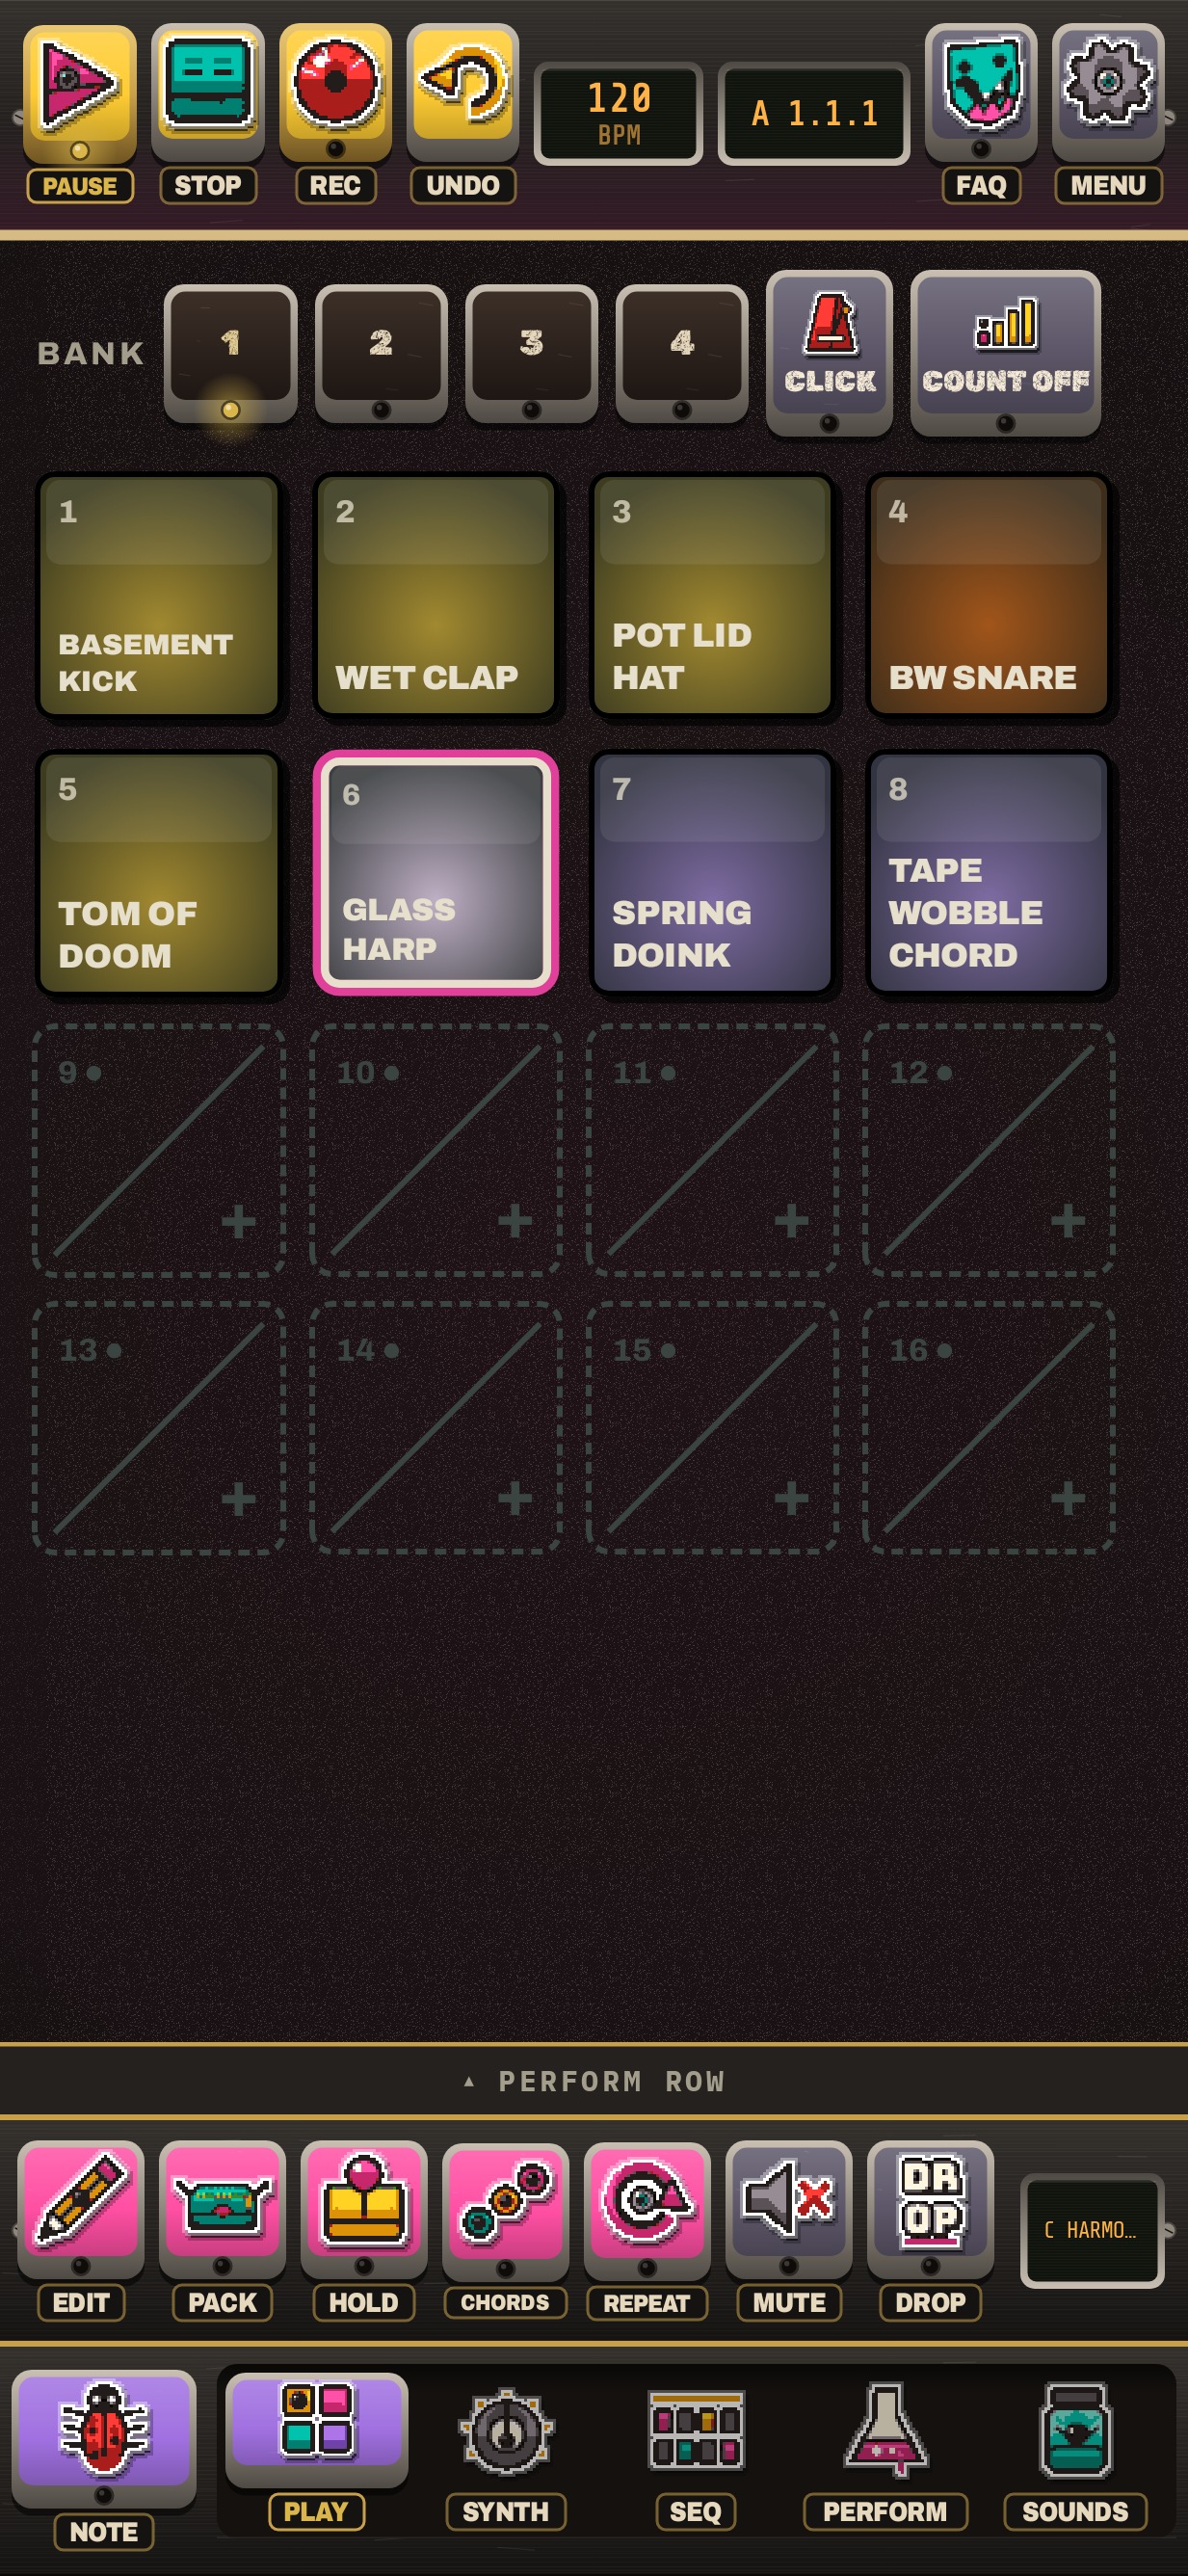 PAUSE STOP REC UNDO 120 BPM A 1.1.1 FAQ MENU
BANK 1 2 3 4 CLICK COUNT OFF
1 2 3 4
BASEMENT KICK
WET CLAP
POT LID HAT
BW SNARE
5 6 7 8
TOM OF DOOM
GLASS HARP
SPRING DOINK
TAPE WOBBLE CHORD
9 10 11 12
+ + + +
13 14 15 16
+ + + +
▲ PERFORM ROW
DR OP
C HARMO…
EDIT PACK HOLD CHORDS REPEAT MUTE DROP
NOTE PLAY SYNTH SEQ PERFORM SOUNDS